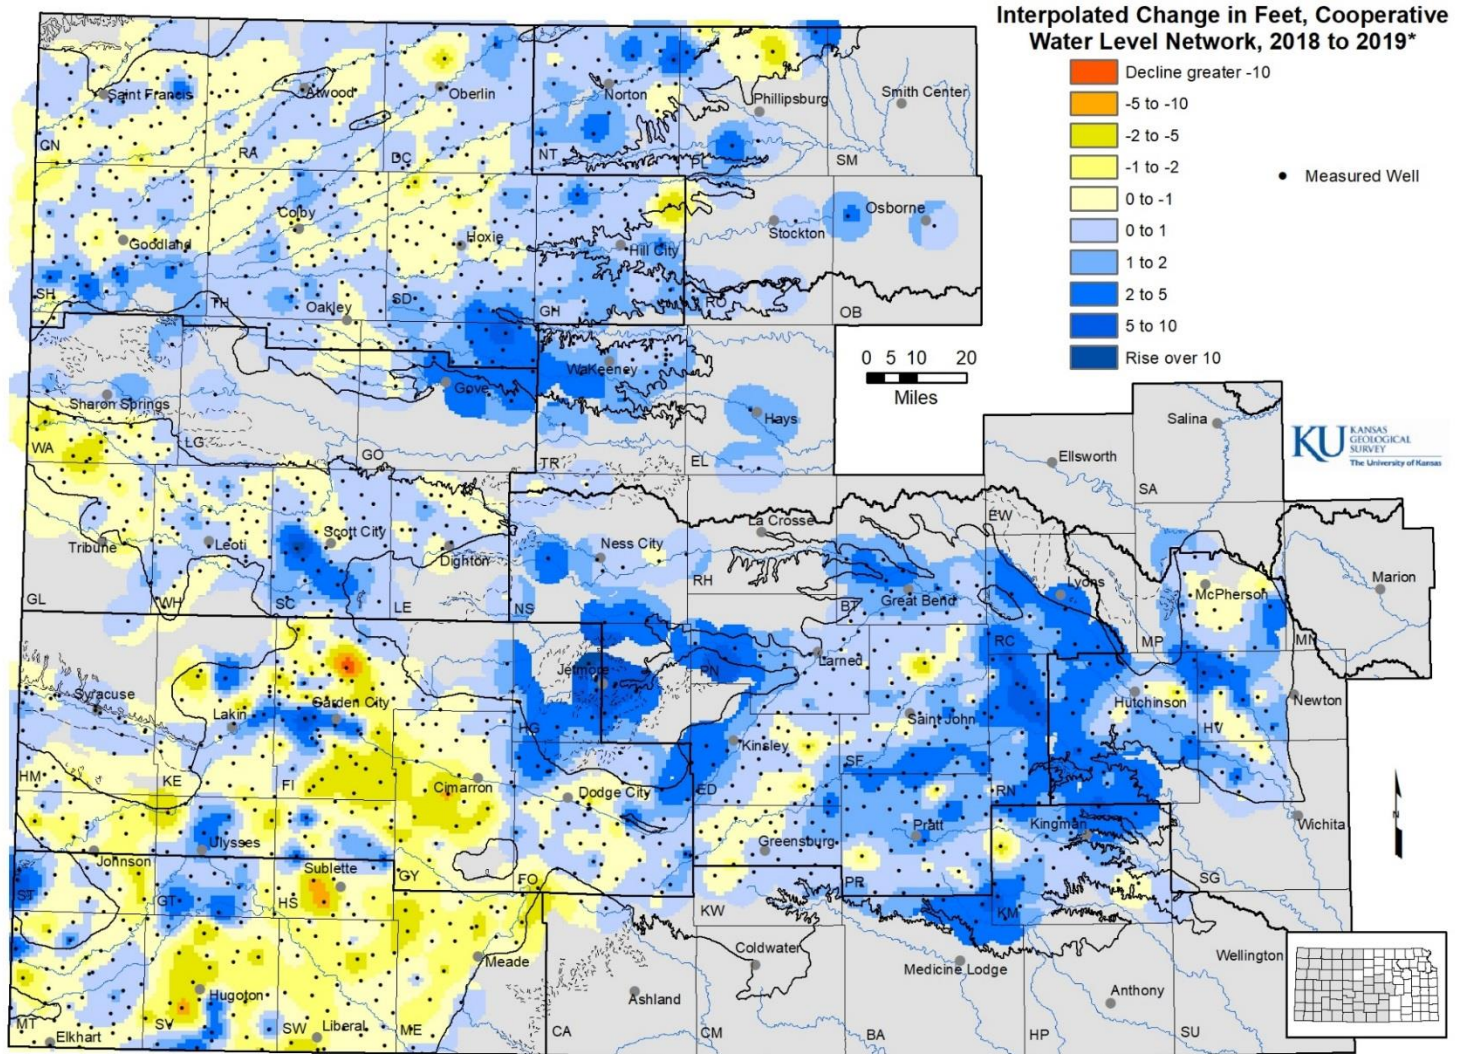 Interpolated Change in Feet, Cooperative
Water Level Network, 2018 to 2019*
Decline greater -10
-5 to -10
-2 to -5
-1 to -2
0 to -1
0 to 1
1 to 2
2 to 5
5 to 10
Rise over 10
Measured Well
Saint Francis
Atwood
Oberlin
Norton
Phillipsburg
Smith Center
CN
RA
DC
NT
PL
SM
Goodland
Colby
Hoxie
Hill City
Stockton
Osborne
SH
TH
Oakley
SD
GH
RO
OB
0 5 10 20
Miles
Sharon Springs
Gove
WaKeeney
Hays
WA
LG
GO
TR
EL
Salina
Ellsworth
SA
KU KANSAS
GEOLOGICAL
SURVEY
The University of Kansas
Tribune
Leoti
Scott City
Dighton
Ness City
La Crosse
EW
GL
WH
SC
LE
NS
RH
BT
Great Bend
Lyons
McPherson
Marion
MP
MN
Syracuse
Lakin
Garden City
Jetmore
PN
Larned
RC
Hutchinson
Newton
HM
KE
FI
Cimarron
HG
Dodge City
Kinsley
ED
Saint John
SF
RN
HV
Johnson
Ulysses
Sublette
GY
FO
Greensburg
Pratt
Kingman
Wichita
ST
GT
HS
KW
PR
KM
SG
N
Hugoton
Meade
Coldwater
Medicine Lodge
Wellington
Ashland
Anthony
MT
Elkhart
SV
SW
Liberal
ME
CA
CM
BA
HP
SU